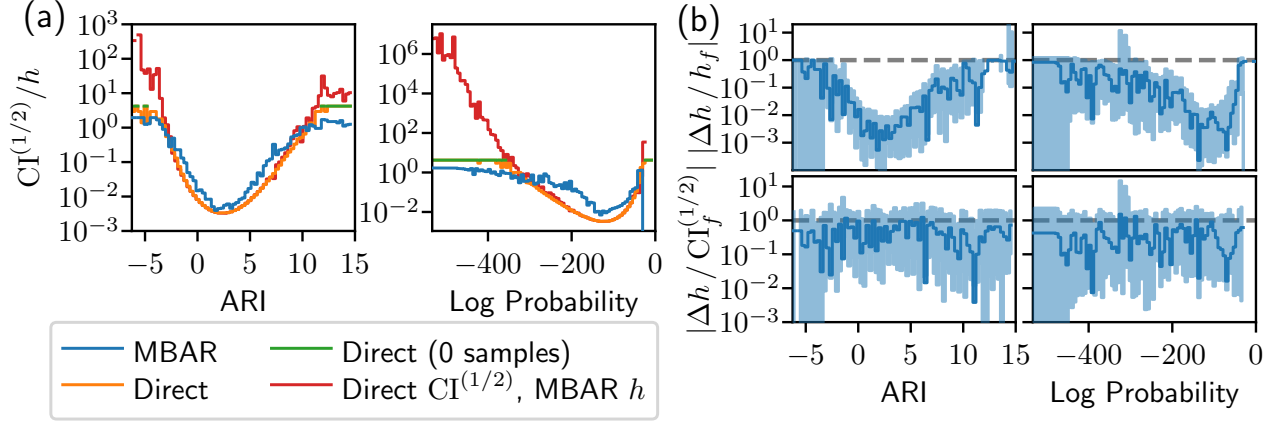 (a)
CI^(1/2)/h
10^3
10^2
10^1
10^0
10^−1
10^−2
10^−3
−5 0 5 10 15
ARI
10^6
10^4
10^2
10^0
10^−2
−400 −200 0
Log Probability
MBAR
Direct
Direct (0 samples)
Direct CI^(1/2), MBAR h
(b)
|Δh / h_f|
10^1
10^0
10^−1
10^−2
10^−3
|Δh / CI_f^(1/2)|
10^1
10^0
10^−1
10^−2
10^−3
−5 0 5 10 15
ARI
−400 −200 0
Log Probability